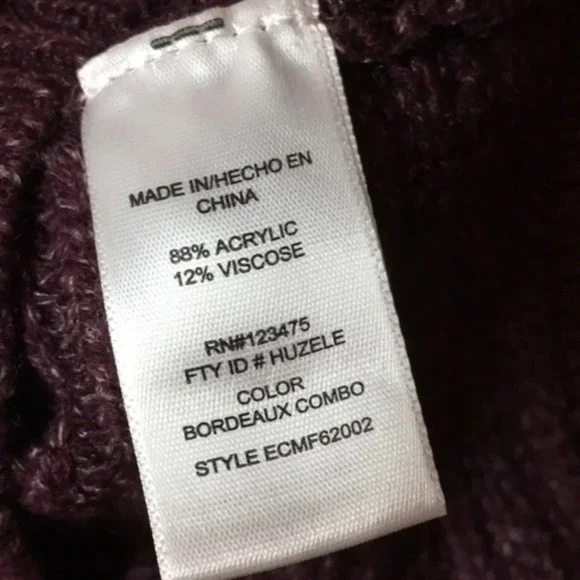 MADE IN/HECHO EN
CHINA
88% ACRYLIC
12% VISCOSE
RN#123475
FTY ID # HUZELE
COLOR
BORDEAUX COMBO
STYLE ECMF62002